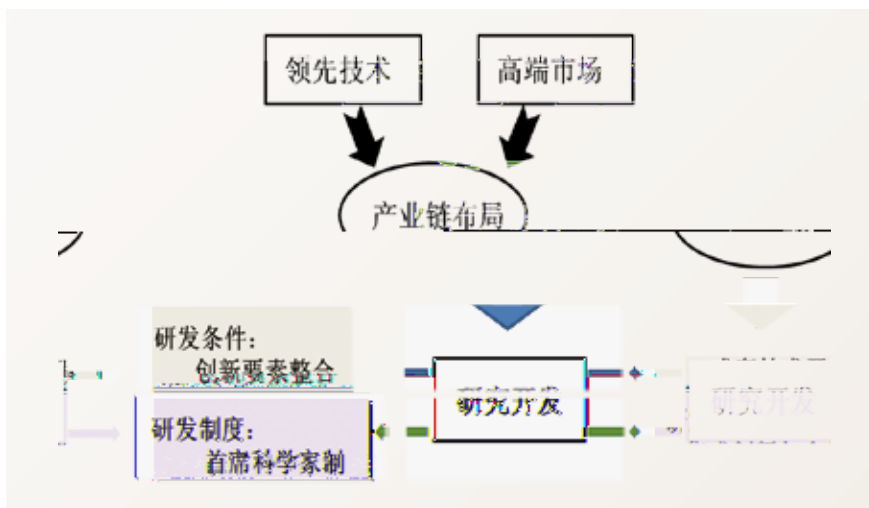 领先技术
高端市场
产业链布局
研发条件:
创新要素整合
研究开发
研究开发
研发制度:
首席科学家制